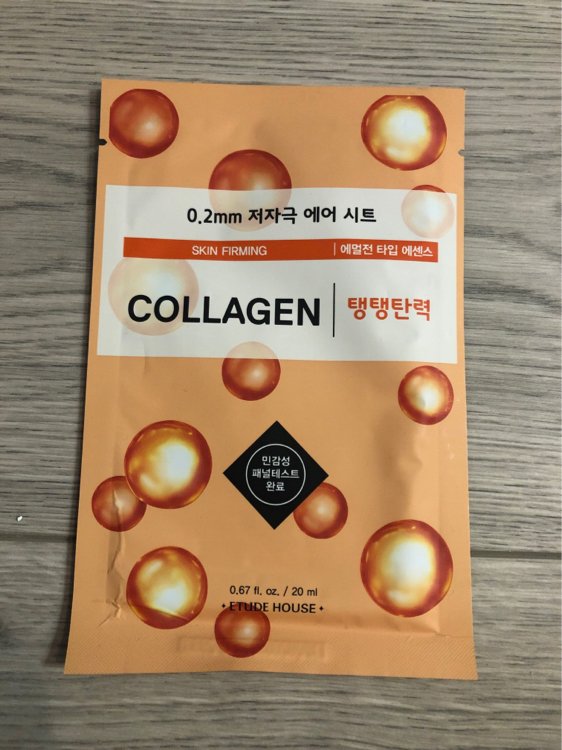 0.2mm 저자극 에어 시트
SKIN FIRMING | 에멀전 타입 에센스
COLLAGEN | 탱탱탄력
민감성
패널테스트
완료
0.67 fl. oz. / 20 ml
ETUDE HOUSE